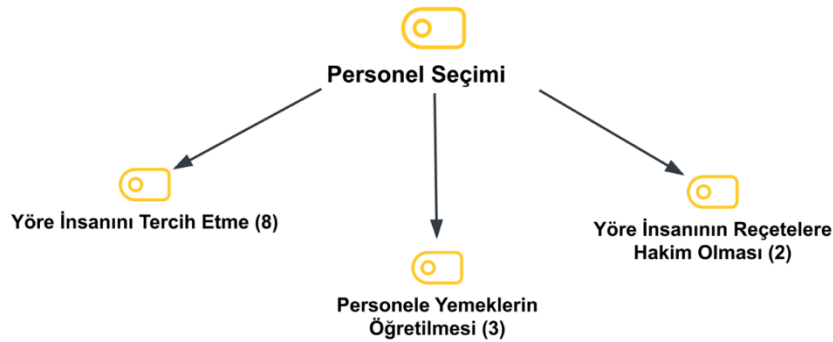 Personel Seçimi
Yöre İnsanını Tercih Etme (8)
Personele Yemeklerin
Öğretilmesi (3)
Yöre İnsanının Reçetelere
Hakim Olması (2)